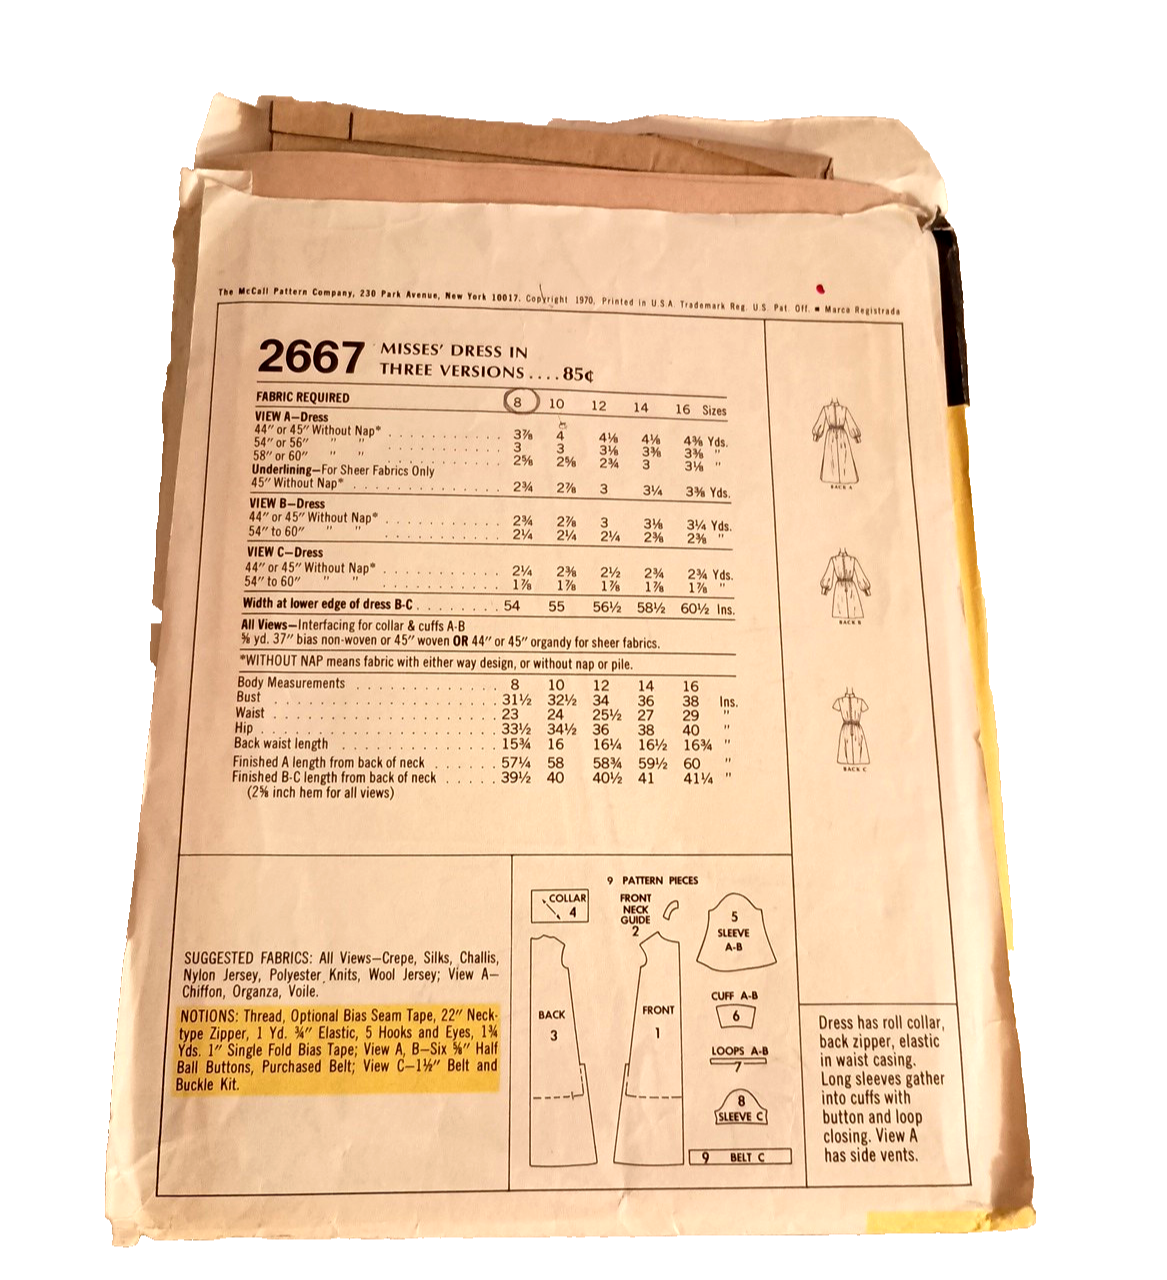 The McCall Pattern Company, 230 Park Avenue, New York 10017. Copyright 1970, Printed in U.S.A. Trademark Reg. U.S. Pat. Off. ■ Marca Registrada
2667 MISSES' DRESS IN
THREE VERSIONS .... 85¢
FABRIC REQUIRED 8 10 12 14 16 Sizes
VIEW A—Dress
44" or 45" Without Nap* . . . . . . . . . . . 3⅞ 4 4⅛ 4⅛ 4⅜ Yds.
54" or 56" " " . . . . . . . . . . . 3 3 3⅛ 3⅜ 3⅜ "
58" or 60" " " . . . . . . . . . . . 2⅝ 2⅝ 2¾ 3 3⅛ "
Underlining—For Sheer Fabrics Only
45" Without Nap* . . . . . . . . . . . . . . 2¾ 2⅞ 3 3¼ 3⅜ Yds.
VIEW B—Dress
44" or 45" Without Nap* . . . . . . . . . . . 2¾ 2⅞ 3 3⅛ 3¼ Yds.
54" to 60" " " . . . . . . . . . . . 2¼ 2¼ 2¼ 2⅜ 2⅜ "
VIEW C—Dress
44" or 45" Without Nap* . . . . . . . . . . . 2¼ 2⅜ 2½ 2¾ 2¾ Yds.
54" to 60" " " . . . . . . . . . . . 1⅞ 1⅞ 1⅞ 1⅞ 1⅞ "
Width at lower edge of dress B-C . . . . . . . . 54 55 56½ 58½ 60½ Ins.
All Views—Interfacing for collar & cuffs A-B
⅝ yd. 37" bias non-woven or 45" woven OR 44" or 45" organdy for sheer fabrics.
*WITHOUT NAP means fabric with either way design, or without nap or pile.
Body Measurements . . . . . . . . . . . . . 8 10 12 14 16
Bust . . . . . . . . . . . . . . . . . . . . 31½ 32½ 34 36 38 Ins.
Waist . . . . . . . . . . . . . . . . . . . 23 24 25½ 27 29 "
Hip . . . . . . . . . . . . . . . . . . . . 33½ 34½ 36 38 40 "
Back waist length . . . . . . . . . . . . . 15¾ 16 16¼ 16½ 16¾ "
Finished A length from back of neck . . . . . . 57¼ 58 58¾ 59½ 60 "
Finished B-C length from back of neck . . . . . 39½ 40 40½ 41 41¼ "
(2⅝ inch hem for all views)
BACK A
BACK B
BACK C
SUGGESTED FABRICS: All Views—Crepe, Silks, Challis,
Nylon Jersey, Polyester Knits, Wool Jersey; View A—
Chiffon, Organza, Voile.
NOTIONS: Thread, Optional Bias Seam Tape, 22" Neck-
type Zipper, 1 Yd. ¾" Elastic, 5 Hooks and Eyes, 1¾
Yds. 1" Single Fold Bias Tape; View A, B—Six ⅝" Half
Ball Buttons, Purchased Belt; View C—1½" Belt and
Buckle Kit.
9 PATTERN PIECES
COLLAR
4
FRONT
NECK
GUIDE
2
5
SLEEVE
A-B
BACK
3
FRONT
1
CUFF A-B
6
LOOPS A-B
7
8
SLEEVE C
9 BELT C
Dress has roll collar,
back zipper, elastic
in waist casing.
Long sleeves gather
into cuffs with
button and loop
closing. View A
has side vents.